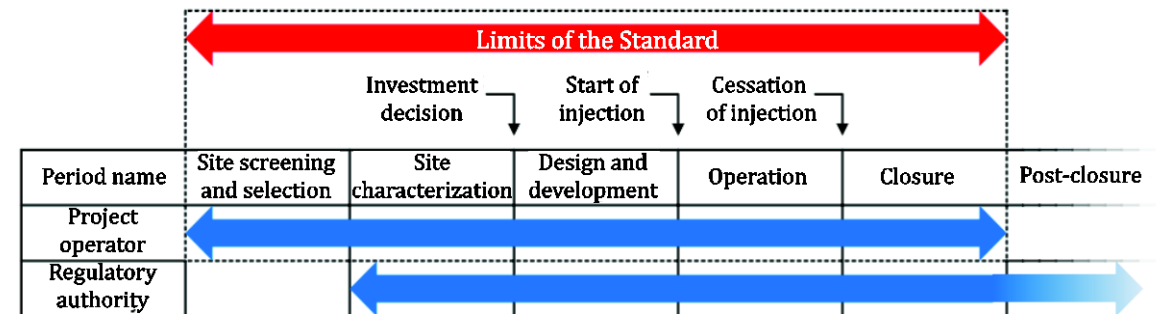 Limits of the Standard
Investment
decision
Start of
injection
Cessation
of injection
Period name
Site screening
and selection
Site
characterization
Design and
development
Operation
Closure
Post-closure
Project
operator
Regulatory
authority